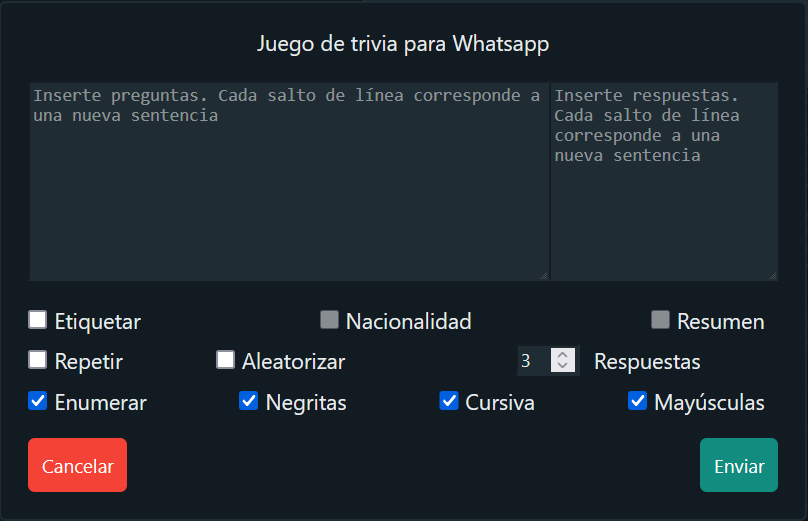 Juego de trivia para Whatsapp
Inserte preguntas. Cada salto de línea corresponde a
una nueva sentencia
Inserte respuestas.
Cada salto de línea
corresponde a una
nueva sentencia
Etiquetar Nacionalidad Resumen
Repetir Aleatorizar 3 Respuestas
Enumerar Negritas Cursiva Mayúsculas
Cancelar Enviar